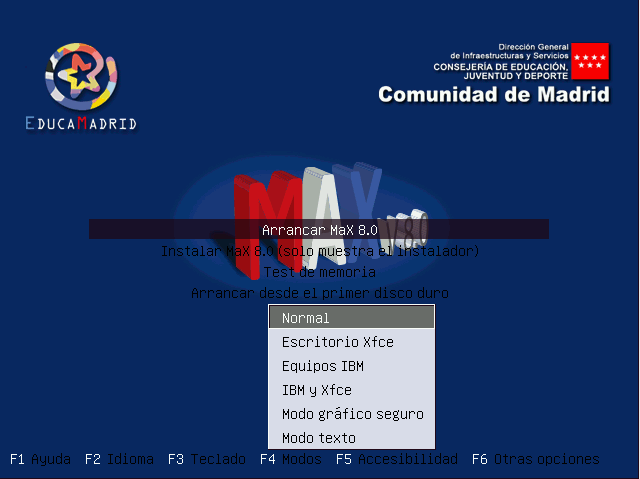 EDUCAMADRID
Dirección General
de Infraestructuras y Servicios
CONSEJERÍA DE EDUCACIÓN,
JUVENTUD Y DEPORTE
Comunidad de Madrid
MAX v8.0
Arrancar MaX 8.0
Instalar MaX 8.0 (solo muestra el instalador)
Test de memoria
Arrancar desde el primer disco duro
Normal
Escritorio Xfce
Equipos IBM
IBM y Xfce
Modo gráfico seguro
Modo texto
F1 Ayuda F2 Idioma F3 Teclado F4 Modos F5 Accesibilidad F6 Otras opciones